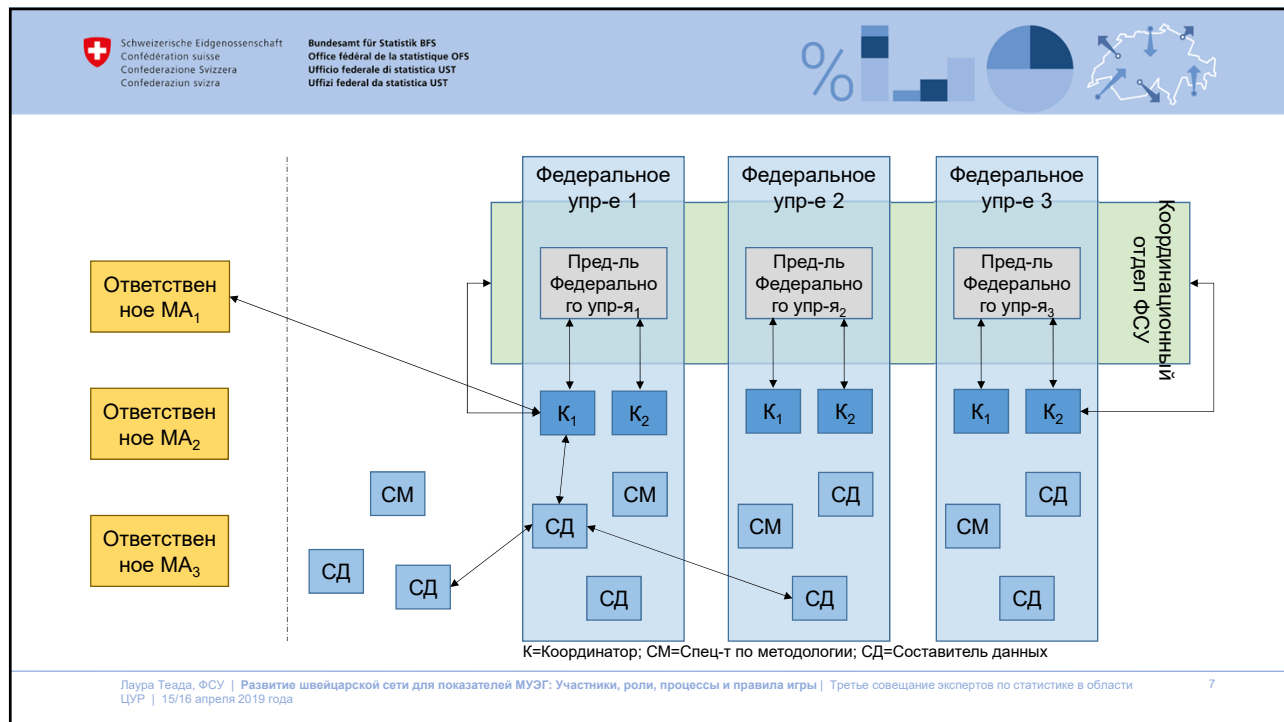 Schweizerische Eidgenossenschaft
Confédération suisse
Confederazione Svizzera
Confederaziun svizra
Bundesamt für Statistik BFS
Office fédéral de la statistique OFS
Ufficio federale di statistica UST
Uffizi federal da statistica UST
%
Федеральное
упр-е 1
Федеральное
упр-е 2
Федеральное
упр-е 3
Координационный
отдел ФСУ
Пред-ль
Федерально
го упр-я1
Пред-ль
Федерально
го упр-я2
Пред-ль
Федерально
го упр-я3
Ответствен
ное МА1
Ответствен
ное МА2
Ответствен
ное МА3
К1
К2
К1
К2
К1
К2
СМ
СМ
СД
СД
СД
СМ
СМ
СД
СД
СД
СД
СД
К=Координатор; СМ=Спец-т по методологии; СД=Составитель данных
Лаура Теада, ФСУ | Развитие швейцарской сети для показателей МУЭГ: Участники, роли, процессы и правила игры | Третье совещание экспертов по статистике в области
ЦУР | 15/16 апреля 2019 года
7